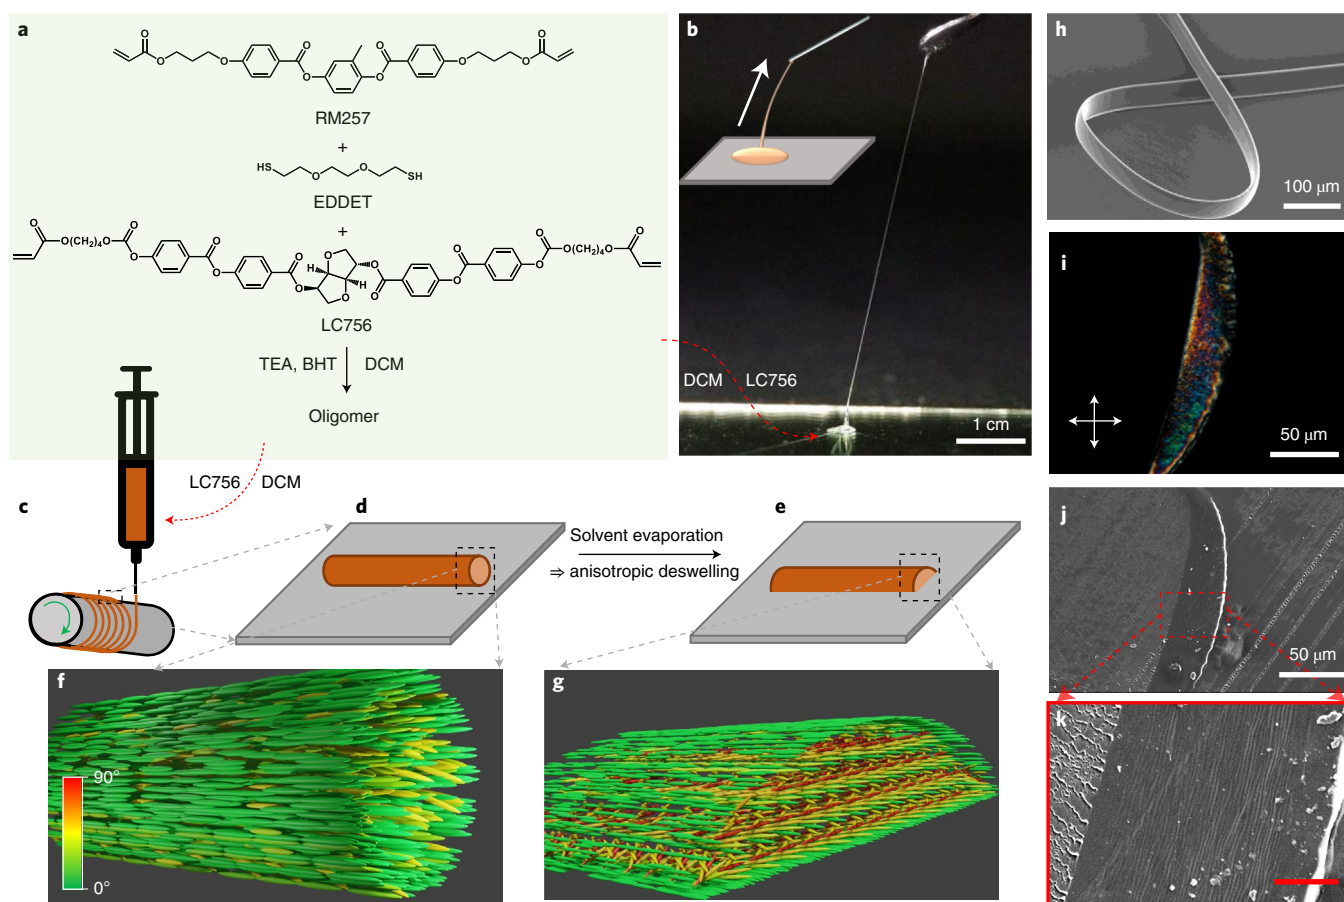 a
O
O
O
O
O
O
O
O
O
O
RM257
+
HS
O
O
SH
EDDET
+
O
O(CH₂)₄O
O
O
O
O
O
O
O
H
O
H
O
O
O
O
O
O
O(CH₂)₄O
O
LC756
TEA, BHT
DCM
Oligomer
b
DCM
LC756
1 cm
LC756
DCM
c
d
Solvent evaporation
⇒ anisotropic deswelling
e
f
90°
0°
g
h
100 μm
i
50 μm
j
50 μm
k